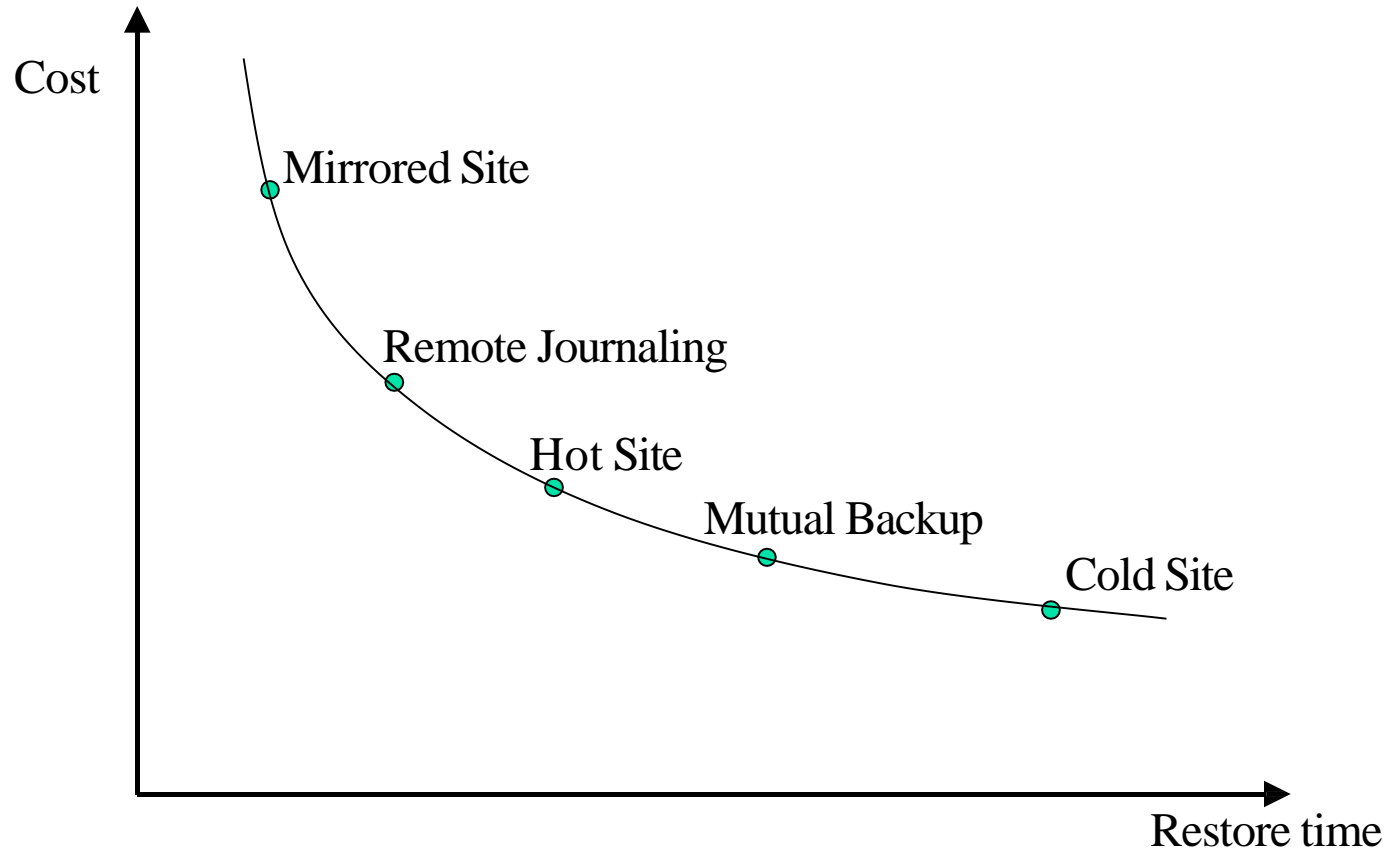 Cost
Mirrored Site
Remote Journaling
Hot Site
Mutual Backup
Cold Site
Restore time